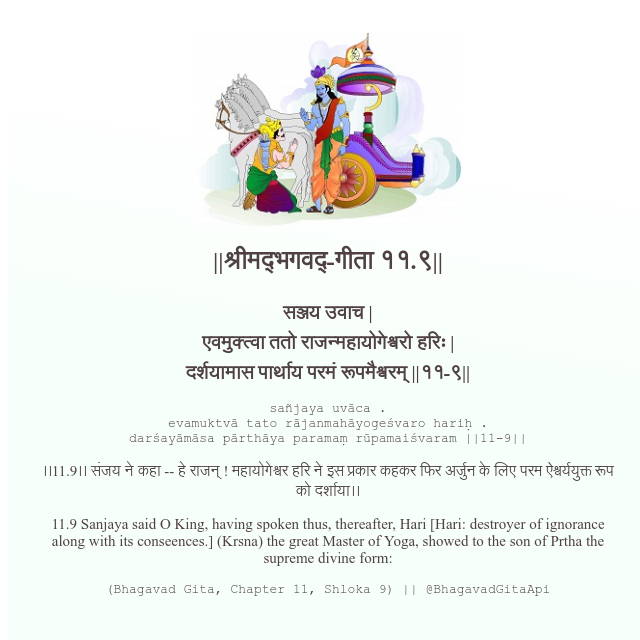 ||श्रीमद्‍भगवद्‍-गीता ११.९||
सञ्जय उवाच |
एवमुक्त्वा ततो राजन्महायोगेश्वरो हरिः |
दर्शयामास पार्थाय परमं रूपमैश्वरम् ||११-९||
sañjaya uvāca .
evamuktvā tato rājanmahāyogeśvaro hariḥ .
darśayāmāsa pārthāya paramaṃ rūpamaiśvaram ||11-9||
।।11.9।। संजय ने कहा -- हे राजन् ! महायोगेश्वर हरि ने इस प्रकार कहकर फिर अर्जुन के लिए परम ऐश्वर्ययुक्त रूप
को दर्शाया।।
11.9 Sanjaya said O King, having spoken thus, thereafter, Hari [Hari: destroyer of ignorance
along with its conseences.] (Krsna) the great Master of Yoga, showed to the son of Prtha the
supreme divine form:
(Bhagavad Gita, Chapter 11, Shloka 9) || @BhagavadGitaApi